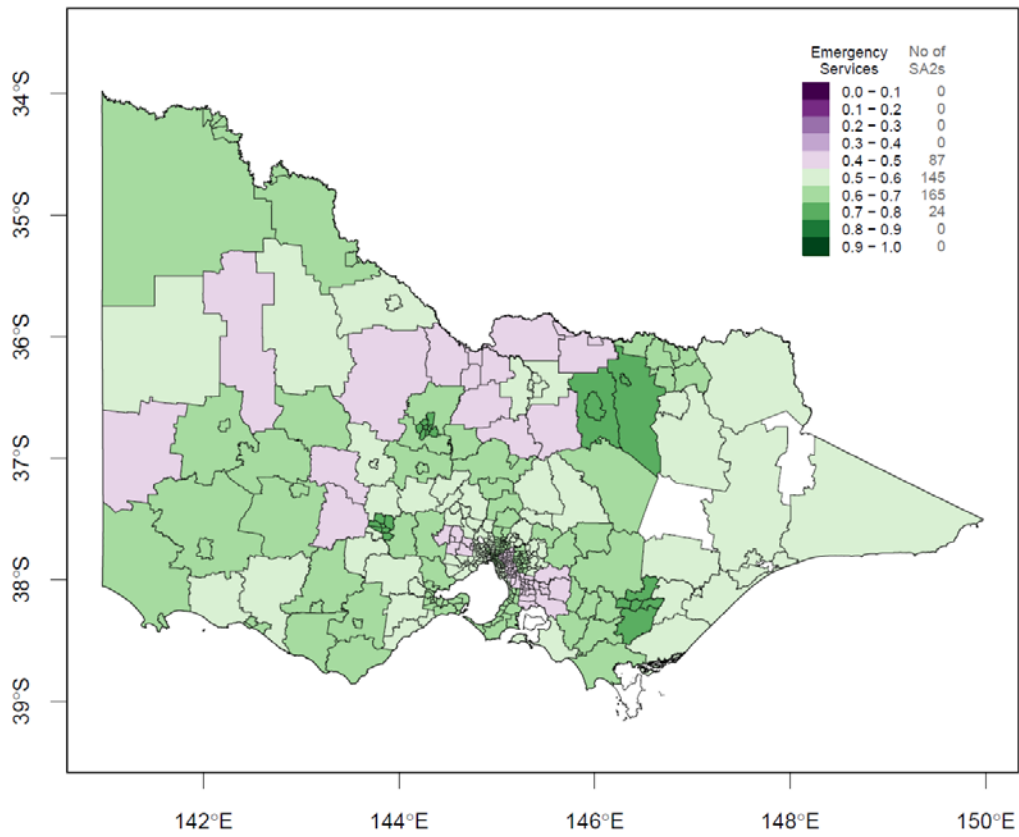 Emergency No of
Services SA2s
0.0 − 0.1 0
0.1 − 0.2 0
0.2 − 0.3 0
0.3 − 0.4 0
0.4 − 0.5 87
0.5 − 0.6 145
0.6 − 0.7 165
0.7 − 0.8 24
0.8 − 0.9 0
0.9 − 1.0 0
34°S
35°S
36°S
37°S
38°S
39°S
142°E 144°E 146°E 148°E 150°E